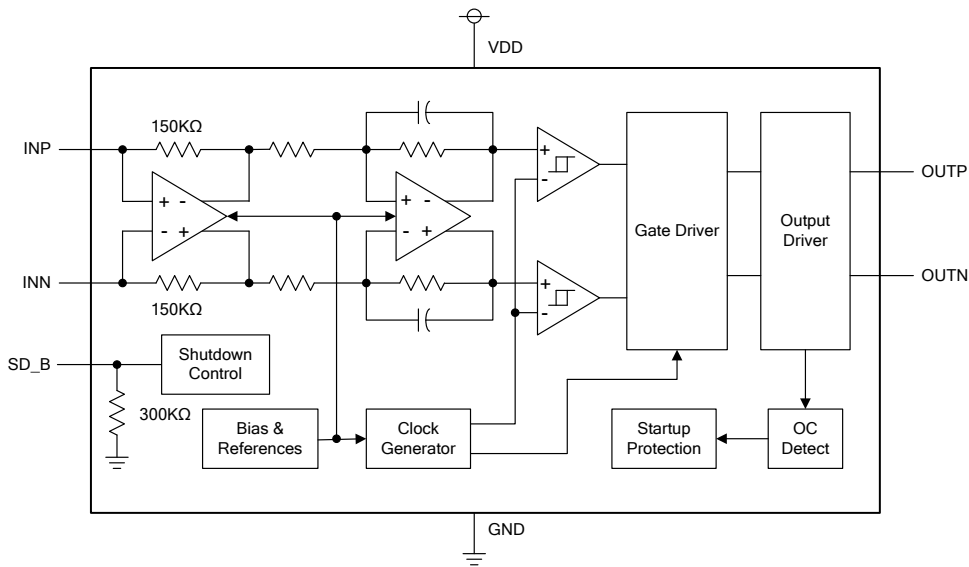 VDD
150KΩ
INP
OUTP
+ -
- +
+ -
- +
+
-
Gate Driver
Output
Driver
INN
OUTN
150KΩ
+
-
SD_B
Shutdown
Control
300KΩ
Bias &
References
Clock
Generator
Startup
Protection
OC
Detect
GND